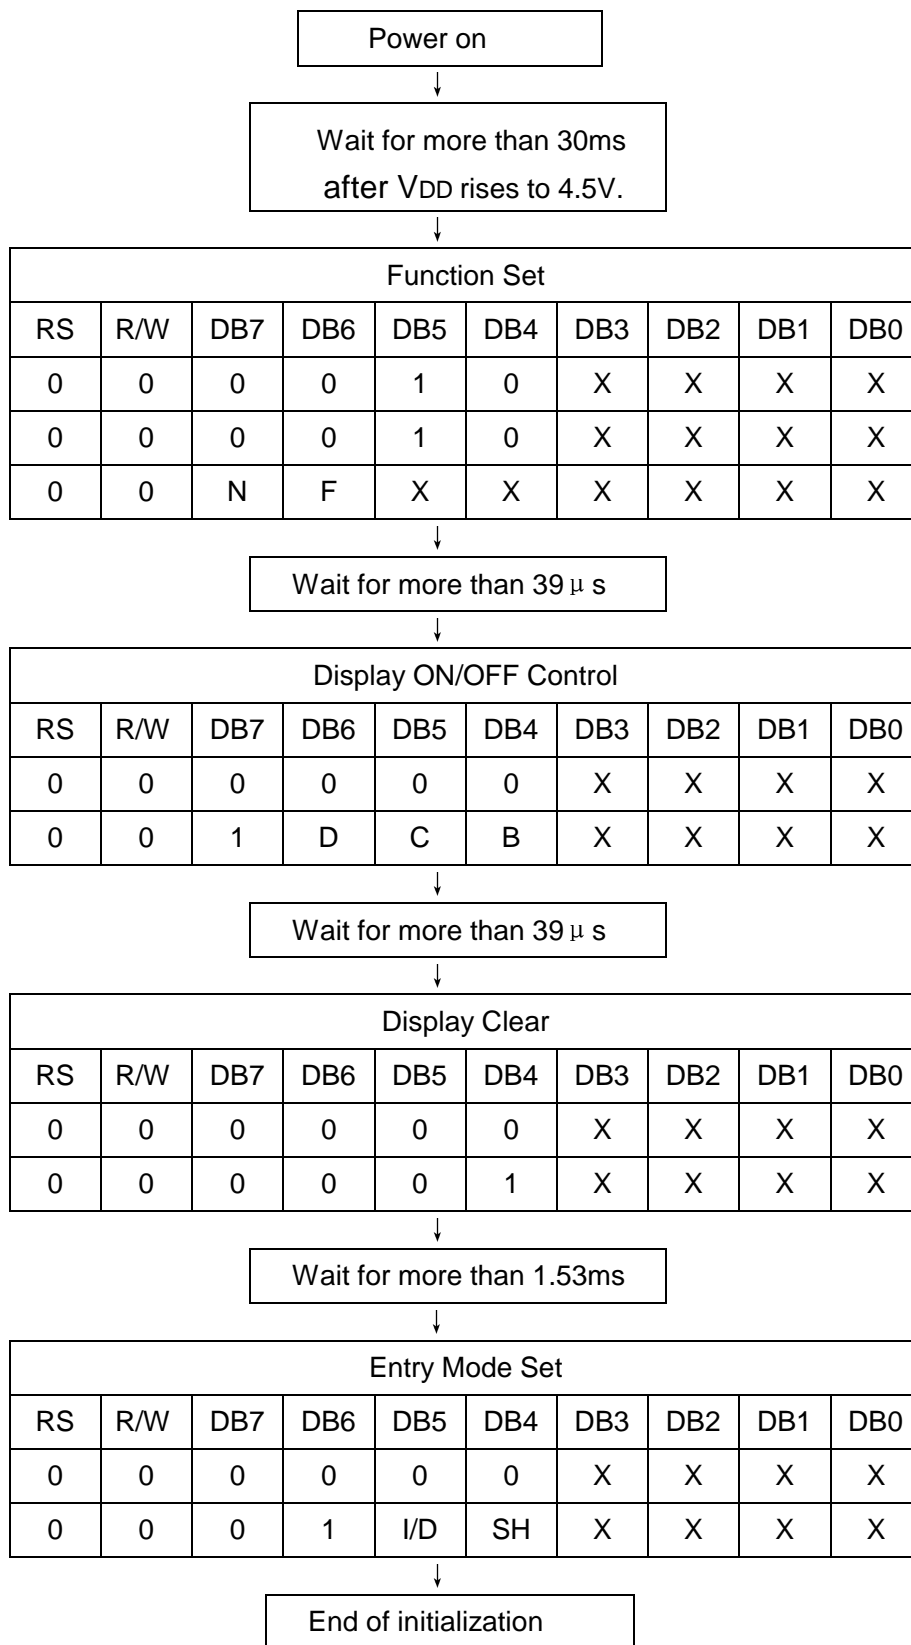 Power on
Wait for more than 30ms
after VDD rises to 4.5V.
Function Set
RS R/W DB7 DB6 DB5 DB4 DB3 DB2 DB1 DB0
0 0 0 0 1 0 X X X X
0 0 0 0 1 0 X X X X
0 0 N F X X X X X X
Wait for more than 39μs
Display ON/OFF Control
RS R/W DB7 DB6 DB5 DB4 DB3 DB2 DB1 DB0
0 0 0 0 0 0 X X X X
0 0 1 D C B X X X X
Wait for more than 39μs
Display Clear
RS R/W DB7 DB6 DB5 DB4 DB3 DB2 DB1 DB0
0 0 0 0 0 0 X X X X
0 0 0 0 0 1 X X X X
Wait for more than 1.53ms
Entry Mode Set
RS R/W DB7 DB6 DB5 DB4 DB3 DB2 DB1 DB0
0 0 0 0 0 0 X X X X
0 0 0 1 I/D SH X X X X
End of initialization